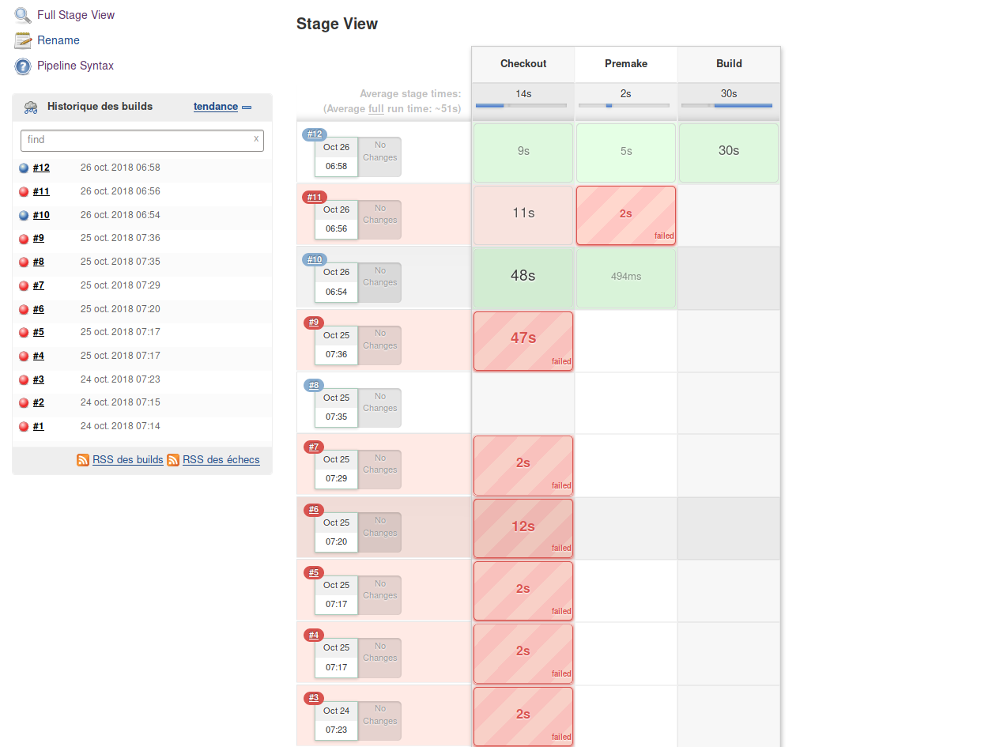 Full Stage View
Rename
Pipeline Syntax
Historique des builds tendance
find x
#12 26 oct. 2018 06:58
#11 26 oct. 2018 06:56
#10 26 oct. 2018 06:54
#9 25 oct. 2018 07:36
#8 25 oct. 2018 07:35
#7 25 oct. 2018 07:29
#6 25 oct. 2018 07:20
#5 25 oct. 2018 07:17
#4 25 oct. 2018 07:17
#3 24 oct. 2018 07:23
#2 24 oct. 2018 07:15
#1 24 oct. 2018 07:14
RSS des builds RSS des échecs
Stage View
Checkout Premake Build
Average stage times: 14s 2s 30s
(Average full run time: ~51s)
#12
Oct 26 No
06:58 Changes
9s 5s 30s
#11
Oct 26 No
06:56 Changes
11s 2s
failed
#10
Oct 26 No
06:54 Changes
48s 494ms
#9
Oct 25 No
07:36 Changes
47s
failed
#8
Oct 25 No
07:35 Changes
#7
Oct 25 No
07:29 Changes
2s
failed
#6
Oct 25 No
07:20 Changes
12s
failed
#5
Oct 25 No
07:17 Changes
2s
failed
#4
Oct 25 No
07:17 Changes
2s
failed
#3
Oct 24 No
07:23 Changes
2s
failed